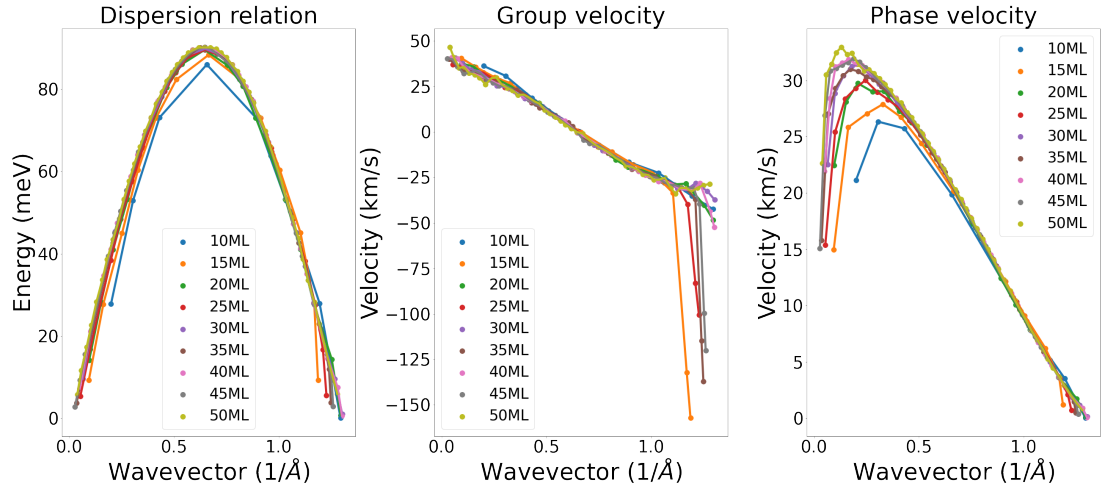 Dispersion relation
Energy (meV)
80
60
40
20
0
0.0 0.5 1.0
Wavevector (1/Å)
10ML
15ML
20ML
25ML
30ML
35ML
40ML
45ML
50ML
Group velocity
Velocity (km/s)
50
25
0
−25
−50
−75
−100
−125
−150
0.0 0.5 1.0
Wavevector (1/Å)
10ML
15ML
20ML
25ML
30ML
35ML
40ML
45ML
50ML
Phase velocity
Velocity (km/s)
30
25
20
15
10
5
0
0.0 0.5 1.0
Wavevector (1/Å)
10ML
15ML
20ML
25ML
30ML
35ML
40ML
45ML
50ML